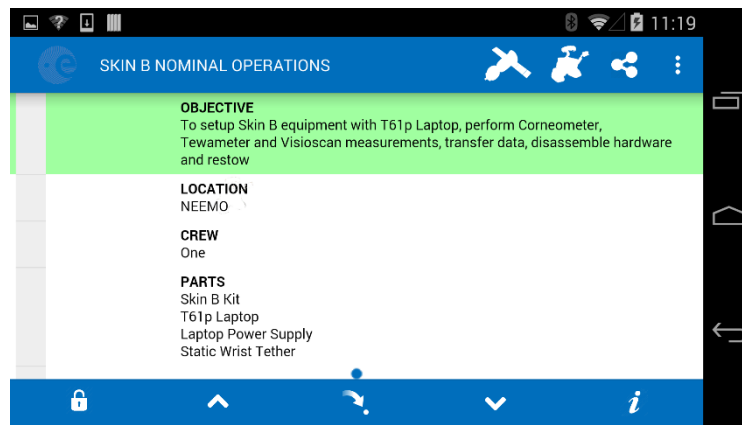 11:19
SKIN B NOMINAL OPERATIONS
OBJECTIVE
To setup Skin B equipment with T61p Laptop, perform Corneometer,
Tewameter and Visioscan measurements, transfer data, disassemble hardware
and restow
LOCATION
NEEMO
CREW
One
PARTS
Skin B Kit
T61p Laptop
Laptop Power Supply
Static Wrist Tether